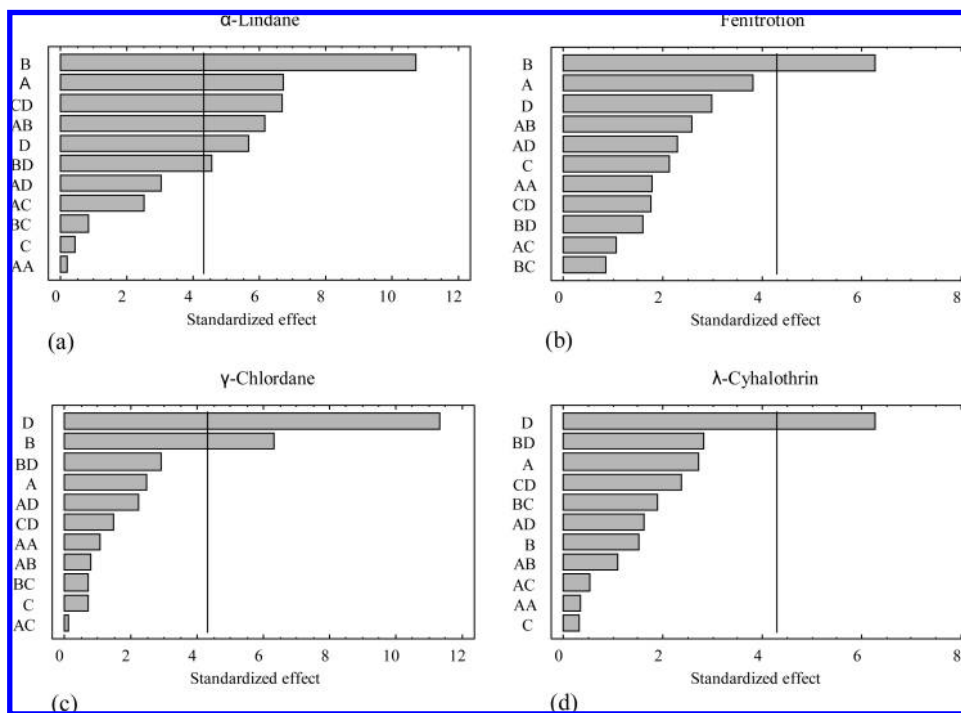 α-Lindane
B
A
CD
AB
D
BD
AD
AC
BC
C
AA
0 2 4 6 8 10 12
Standardized effect
(a)
Fenitrotion
B
A
D
AB
AD
C
AA
CD
BD
AC
BC
0 2 4 6 8
Standardized effect
(b)
γ-Chlordane
D
B
BD
A
AD
CD
AA
AB
BC
C
AC
0 2 4 6 8 10 12
Standardized effect
(c)
λ-Cyhalothrin
D
BD
A
CD
BC
AD
B
AB
AC
AA
C
0 2 4 6 8
Standardized effect
(d)